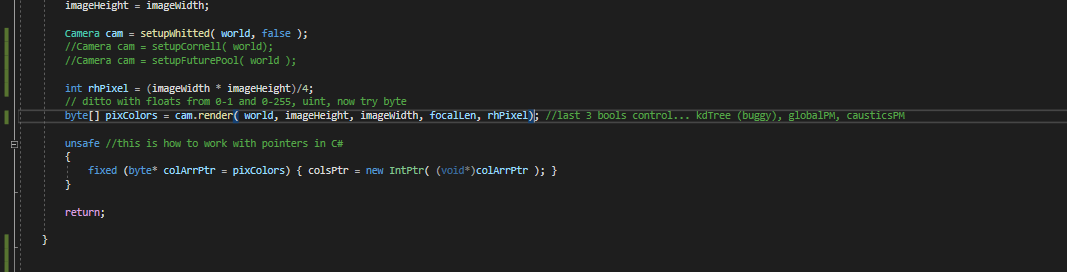 imageHeight = imageWidth;
Camera cam = setupWhitted( world, false );
//Camera cam = setupCornell( world);
//Camera cam = setupFuturePool( world );
int rhPixel = (imageWidth * imageHeight)/4;
// ditto with floats from 0-1 and 0-255, uint, now try byte
byte[] pixColors = cam.render( world, imageHeight, imageWidth, focalLen, rhPixel); //last 3 bools control... kdTree (buggy), globalPM, causticsPM
unsafe //this is how to work with pointers in C#
{
fixed (byte* colArrPtr = pixColors) { colsPtr = new IntPtr( (void*)colArrPtr ); }
}
return;
}